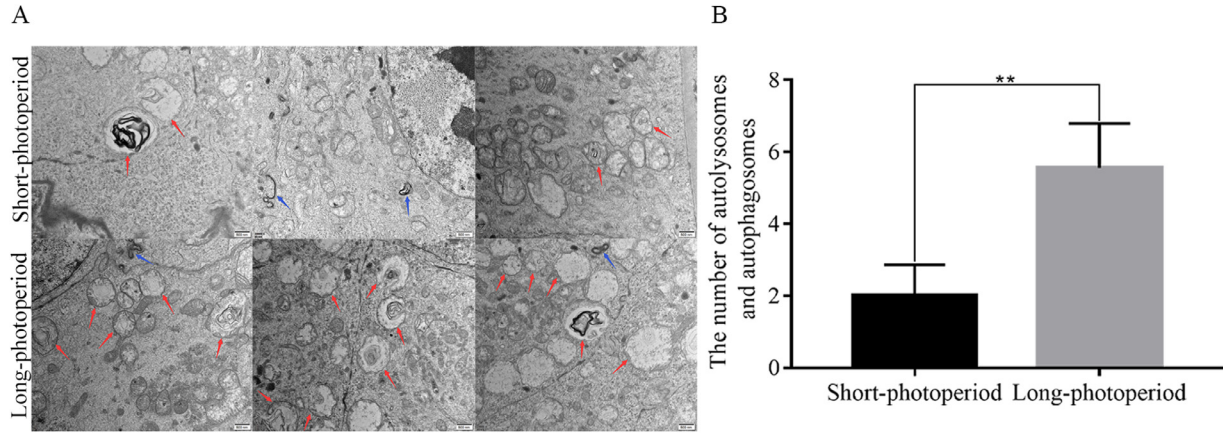 A
B
Short-photoperiod
Long-photoperiod
The number of autolysosomes
and autophagosomes
8
6
4
2
0
**
Short-photoperiod Long-photoperiod